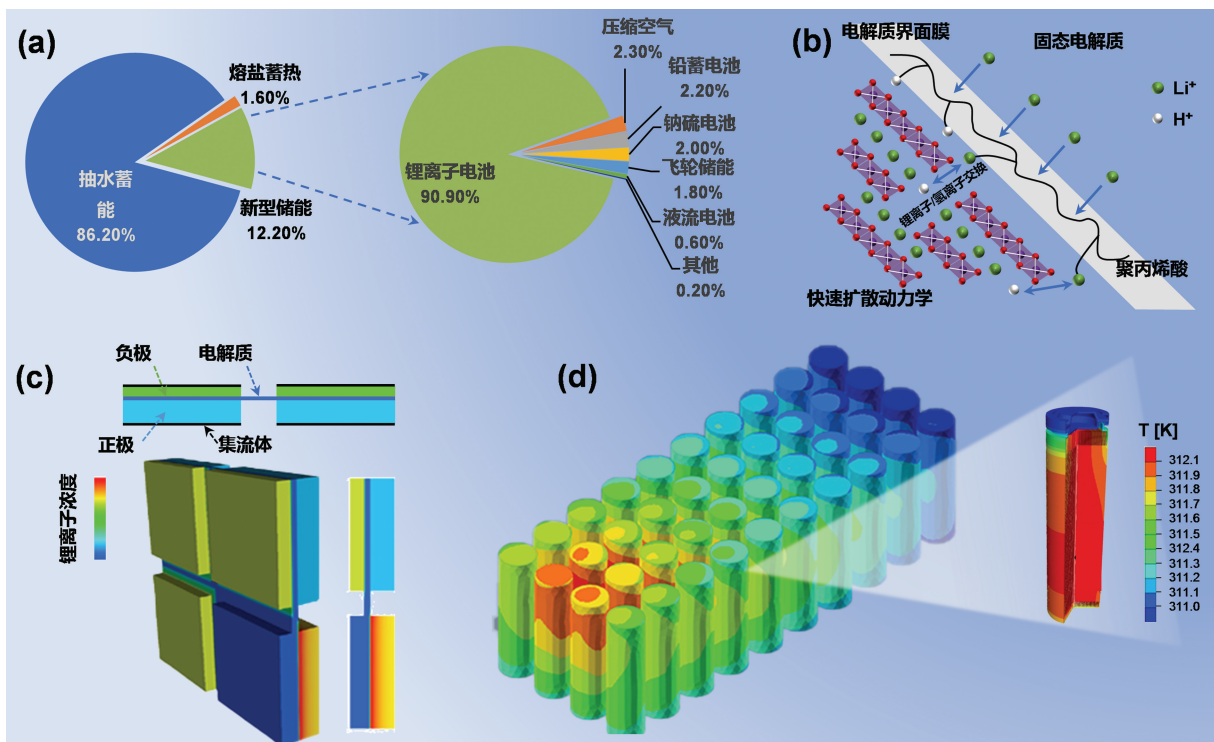 (a)
熔盐蓄热
1.60%
抽水蓄
能
86.20%
新型储能
12.20%
锂离子电池
90.90%
压缩空气
2.30%
铅蓄电池
2.20%
钠硫电池
2.00%
飞轮储能
1.80%
液流电池
0.60%
其他
0.20%
(b)
电解质界面膜
固态电解质
Li⁺
H⁺
锂离子/氢离子交换
聚丙烯酸
快速扩散动力学
(c)
负极
电解质
正极
集流体
锂离子浓度
(d)
T [K]
312.1
311.9
311.8
311.7
311.6
311.5
312.4
311.3
311.2
311.1
311.0